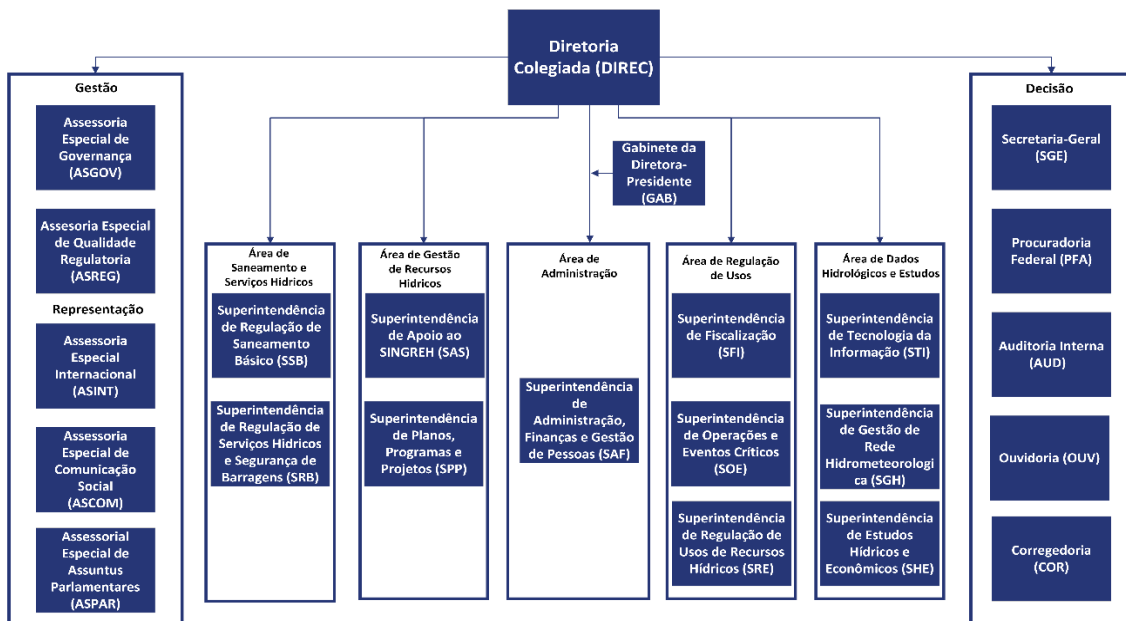 Diretoria
Colegiada (DIREC)
Gestão
Assessoria
Especial de
Governança
(ASGOV)
Assesoria Especial
de Qualidade
Regulatoria
(ASREG)
Representação
Assessoria
Especial
Internacional
(ASINT)
Assessoria
Especial de
Comunicação
Social
(ASCOM)
Assessorial
Especial de
Assuntus
Parlamentares
(ASPAR)
Gabinete da
Diretora-
Presidente
(GAB)
Área de
Saneamento e
Serviços Hidricos
Superintendência
de Regulação de
Saneamento
Básico (SSB)
Superintendência
de Regulação de
Serviços Hidricos
e Segurança de
Barragens (SRB)
Área de Gestão
de Recursos
Hidricos
Superintendência
de Apoio ao
SINGREH (SAS)
Superintendência
de Planos,
Programas e
Projetos (SPP)
Área de
Administração
Superintendência
de
Administração,
Finanças e Gestão
de Pessoas (SAF)
Área de Regulação
de Usos
Superintendência
de Fiscalização
(SFI)
Superintendência
de Operações e
Eventos Críticos
(SOE)
Superintendência
de Regulação de
Usos de Recursos
Hídricos (SRE)
Área de Dados
Hidrológicos e Estudos
Superintendência
de Tecnologia da
Informação (STI)
Superintendência
de Gestão de
Rede
Hidrometeorologi
ca (SGH)
Superintendência
de Estudos
Hídricos e
Econômicos (SHE)
Decisão
Secretaria-Geral
(SGE)
Procuradoria
Federal (PFA)
Auditoria Interna
(AUD)
Ouvidoria (OUV)
Corregedoria
(COR)